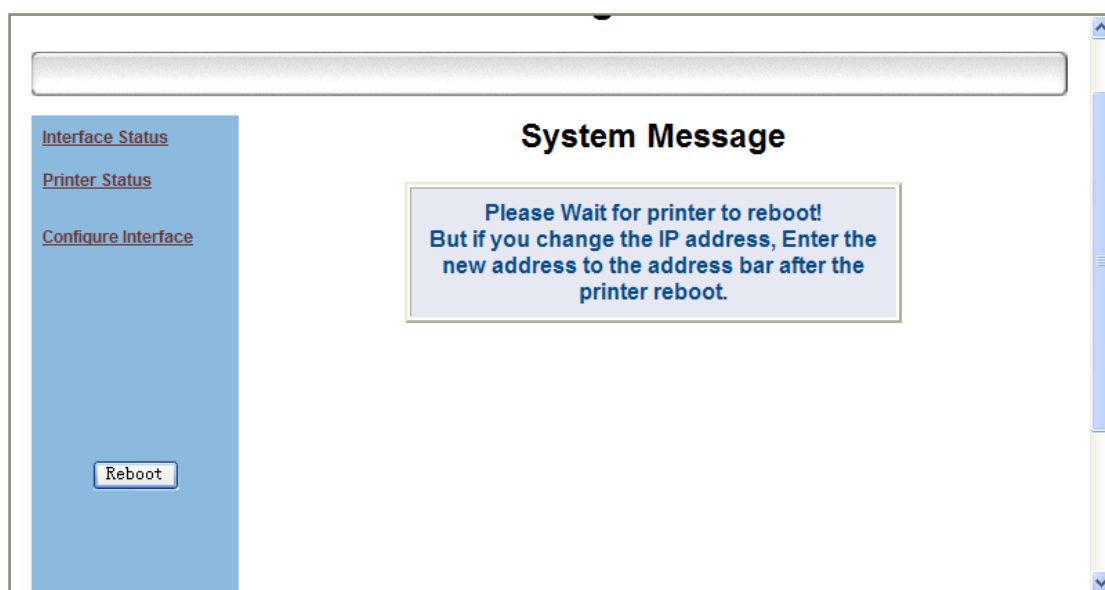 Interface Status
Printer Status
Configure Interface
Reboot
System Message
Please Wait for printer to reboot!
But if you change the IP address, Enter the
new address to the address bar after the
printer reboot.